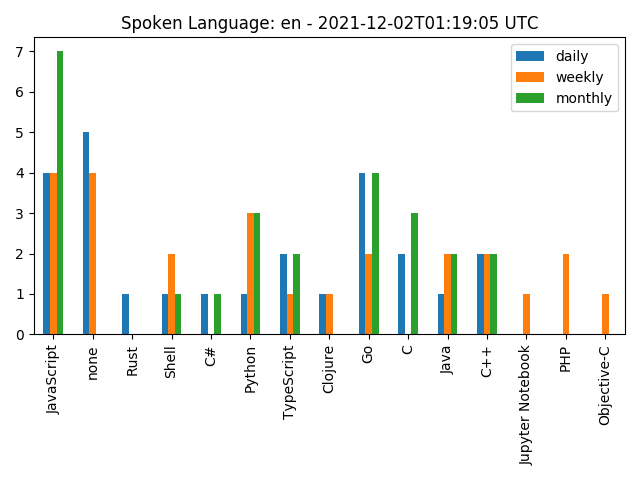 Spoken Language: en - 2021-12-02T01:19:05 UTC
daily
weekly
monthly
7
6
5
4
3
2
1
0
JavaScript
none
Rust
Shell
C#
Python
TypeScript
Clojure
Go
C
Java
C++
Jupyter Notebook
PHP
Objective-C